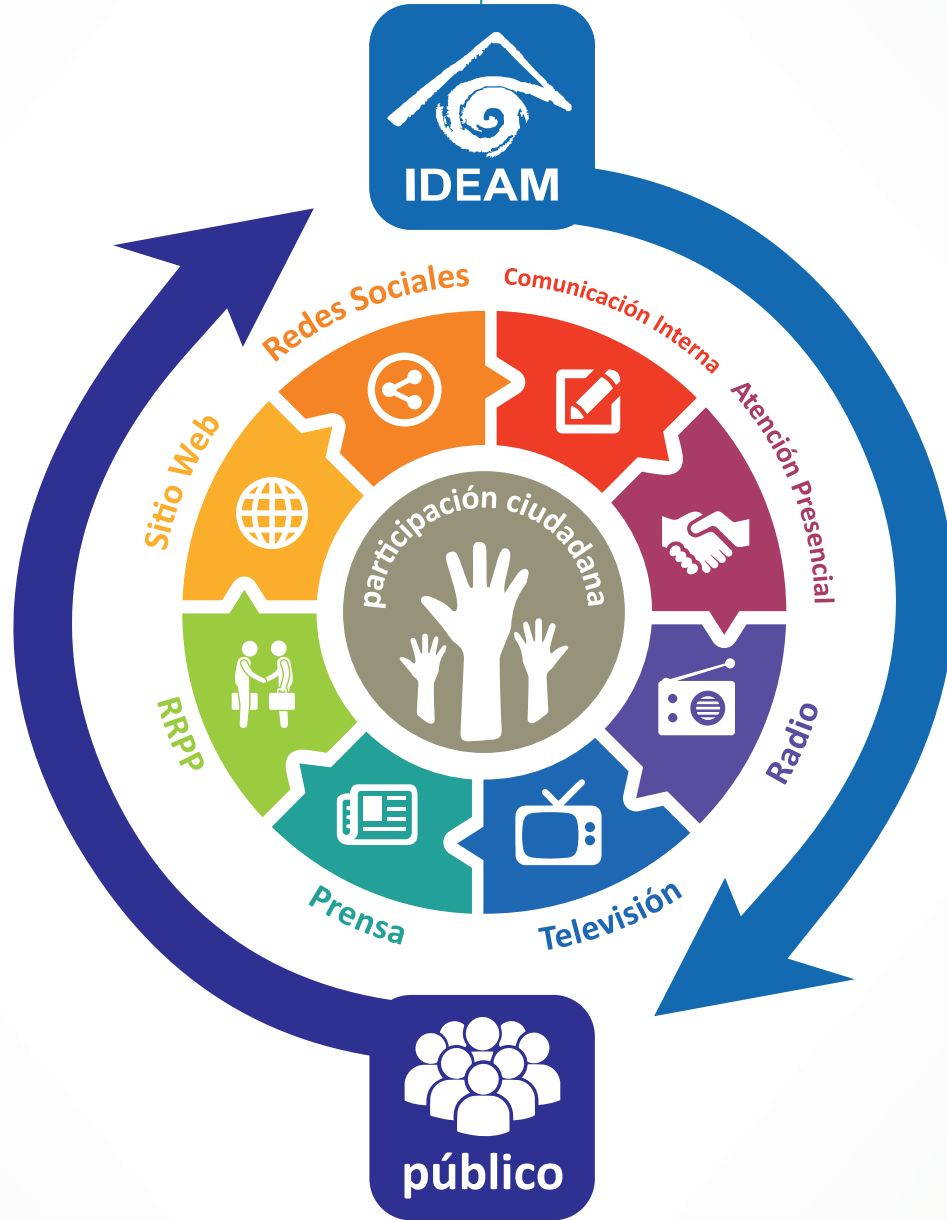 IDEAM
Redes Sociales
Comunicación Interna
Atención Presencial
Sitio Web
participación ciudadana
RRPP
Radio
Prensa
Televisión
público